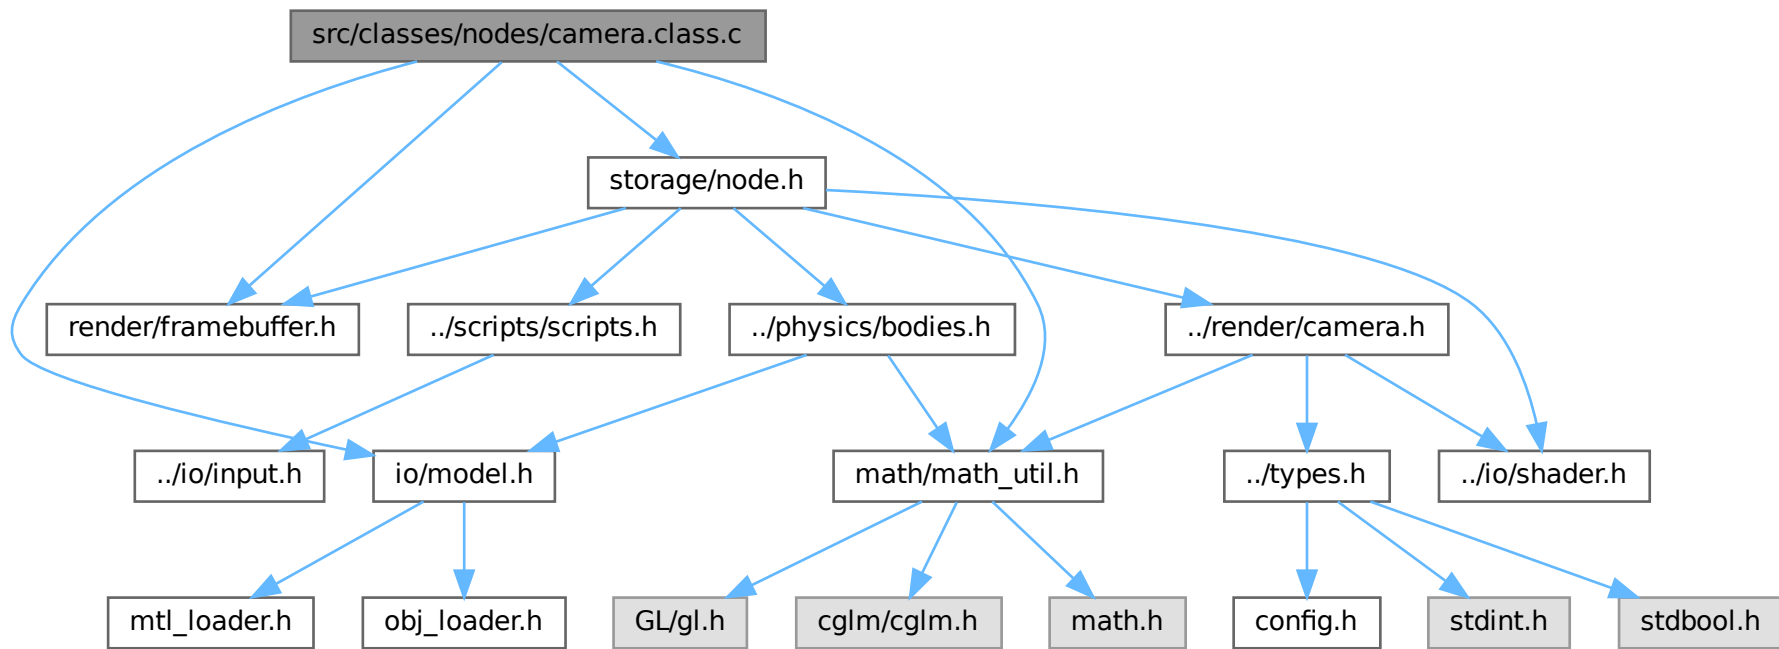 src/classes/nodes/camera.class.c
storage/node.h
render/framebuffer.h
../scripts/scripts.h
../physics/bodies.h
../render/camera.h
../io/input.h
io/model.h
math/math_util.h
../types.h
../io/shader.h
mtl_loader.h
obj_loader.h
GL/gl.h
cglm/cglm.h
math.h
config.h
stdint.h
stdbool.h